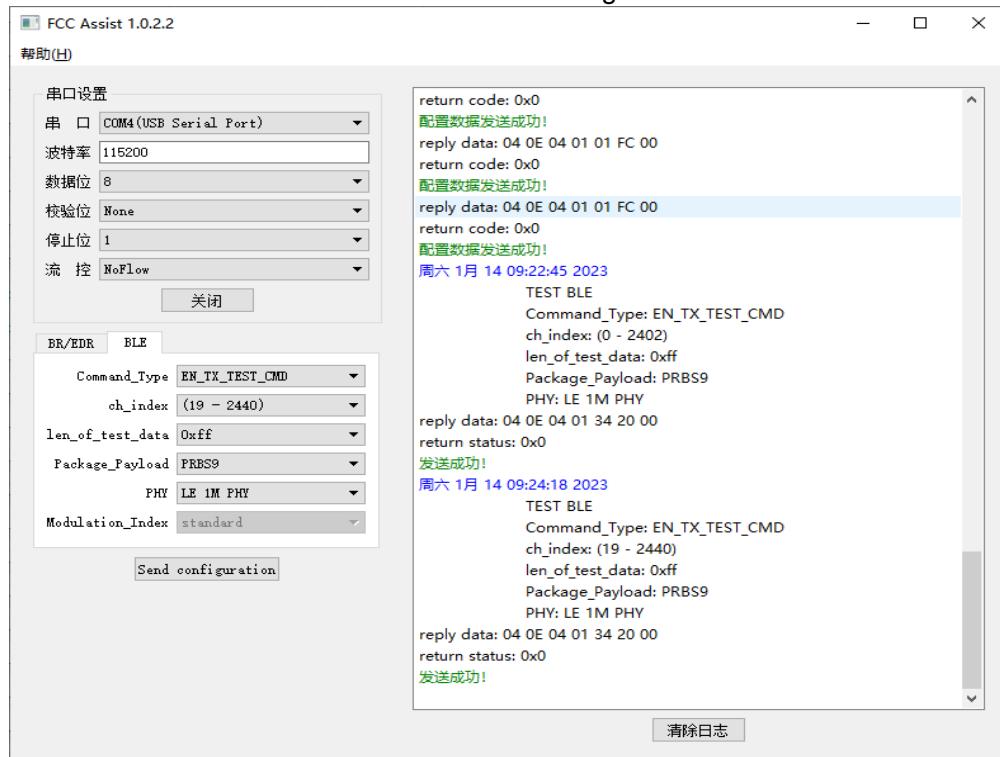 FCC Assist 1.0.2.2
帮助(H)
串口设置
串 口 COM4(USB Serial Port)
波特率 115200
数据位 8
校验位 None
停止位 1
流 控 NoFlow
关闭
BR/EDR BLE
Command_Type EN_TX_TEST_CMD
ch_index (19 - 2440)
len_of_test_data 0xff
Package_Payload PRBS9
PHY LE 1M PHY
Modulation_Index standard
Send configuration
return code: 0x0
配置数据发送成功!
reply data: 04 0E 04 01 01 FC 00
return code: 0x0
配置数据发送成功!
reply data: 04 0E 04 01 01 FC 00
return code: 0x0
配置数据发送成功!
周六 1月 14 09:22:45 2023
TEST BLE
Command_Type: EN_TX_TEST_CMD
ch_index: (0 - 2402)
len_of_test_data: 0xff
Package_Payload: PRBS9
PHY: LE 1M PHY
reply data: 04 0E 04 01 34 20 00
return status: 0x0
发送成功!
周六 1月 14 09:24:18 2023
TEST BLE
Command_Type: EN_TX_TEST_CMD
ch_index: (19 - 2440)
len_of_test_data: 0xff
Package_Payload: PRBS9
PHY: LE 1M PHY
reply data: 04 0E 04 01 34 20 00
return status: 0x0
发送成功!
清除日志